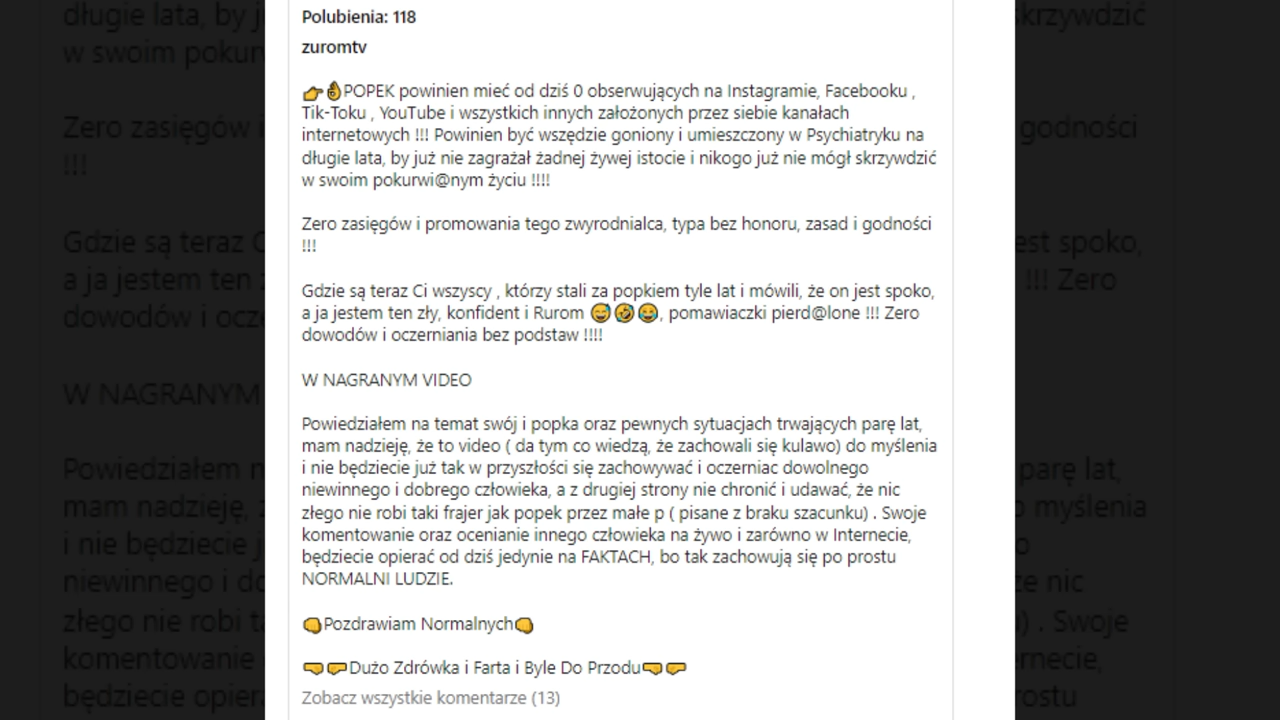 Polubienia: 118
zuromtv
👉👌POPEK powinien mieć od dziś 0 obserwujących na Instagramie, Facebooku ,
Tik-Toku , YouTube i wszystkich innych założonych przez siebie kanałach
internetowych !!! Powinien być wszędzie goniony i umieszczony w Psychiatryku na
długie lata, by już nie zagrażał żadnej żywej istocie i nikogo już nie mógł skrzywdzić
w swoim pokurwi@nym życiu !!!!
Zero zasięgów i promowania tego zwyrodnialca, typa bez honoru, zasad i godności
!!!
Gdzie są teraz Ci wszyscy , którzy stali za popkiem tyle lat i mówili, że on jest spoko,
a ja jestem ten zły, konfident i Rurom 😅🤣😂, pomawiaczki pierd@lone !!! Zero
dowodów i oczerniania bez podstaw !!!!
W NAGRANYM VIDEO
Powiedziałem na temat swój i popka oraz pewnych sytuacjach trwających parę lat,
mam nadzieję, że to video ( da tym co wiedzą, że zachowali się kulawo) do myślenia
i nie będziecie już tak w przyszłości się zachowywać i oczerniac dowolnego
niewinnego i dobrego człowieka, a z drugiej strony nie chronić i udawać, że nic
złego nie robi taki frajer jak popek przez małe p ( pisane z braku szacunku) . Swoje
komentowanie oraz ocenianie innego człowieka na żywo i zarówno w Internecie,
będziecie opierać od dziś jedynie na FAKTACH, bo tak zachowują się po prostu
NORMALNI LUDZIE.
👊Pozdrawiam Normalnych👊
🤜🤛Dużo Zdrówka i Farta i Byle Do Przodu🤜🤛
Zobacz wszystkie komentarze (13)